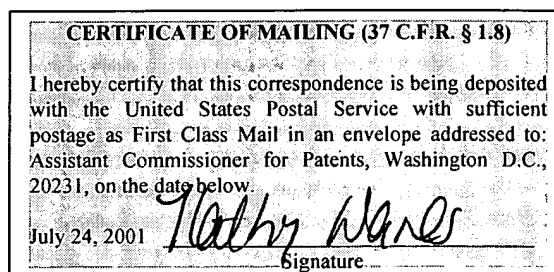 CERTIFICATE OF MAILING (37 C.F.R. § 1.8)
I hereby certify that this correspondence is being deposited
with the United States Postal Service with sufficient
postage as First Class Mail in an envelope addressed to:
Assistant Commissioner for Patents, Washington D.C.,
20231, on the date below.
July 24, 2001
Signature